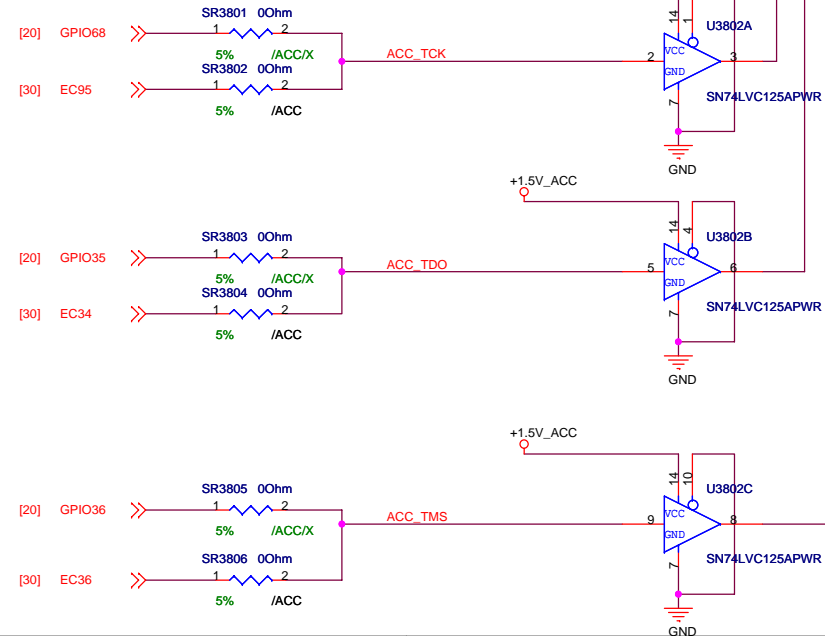 SR3801 0Ohm
[20] GPIO68 1 2
5% /ACC/X
SR3802 0Ohm
[30] EC95 1 2
5% /ACC
ACC_TCK
14 1 U3802A
2 VCC 3
GND
7 SN74LVC125APWR
GND
+1.5V_ACC
SR3803 0Ohm
[20] GPIO35 1 2
5% /ACC/X
SR3804 0Ohm
[30] EC34 1 2
5% /ACC
ACC_TDO
14 4 U3802B
5 VCC 6
GND
7 SN74LVC125APWR
GND
+1.5V_ACC
SR3805 0Ohm
[20] GPIO36 1 2
5% /ACC/X
SR3806 0Ohm
[30] EC36 1 2
5% /ACC
ACC_TMS
14 10 U3802C
9 VCC 8
GND
7 SN74LVC125APWR
GND